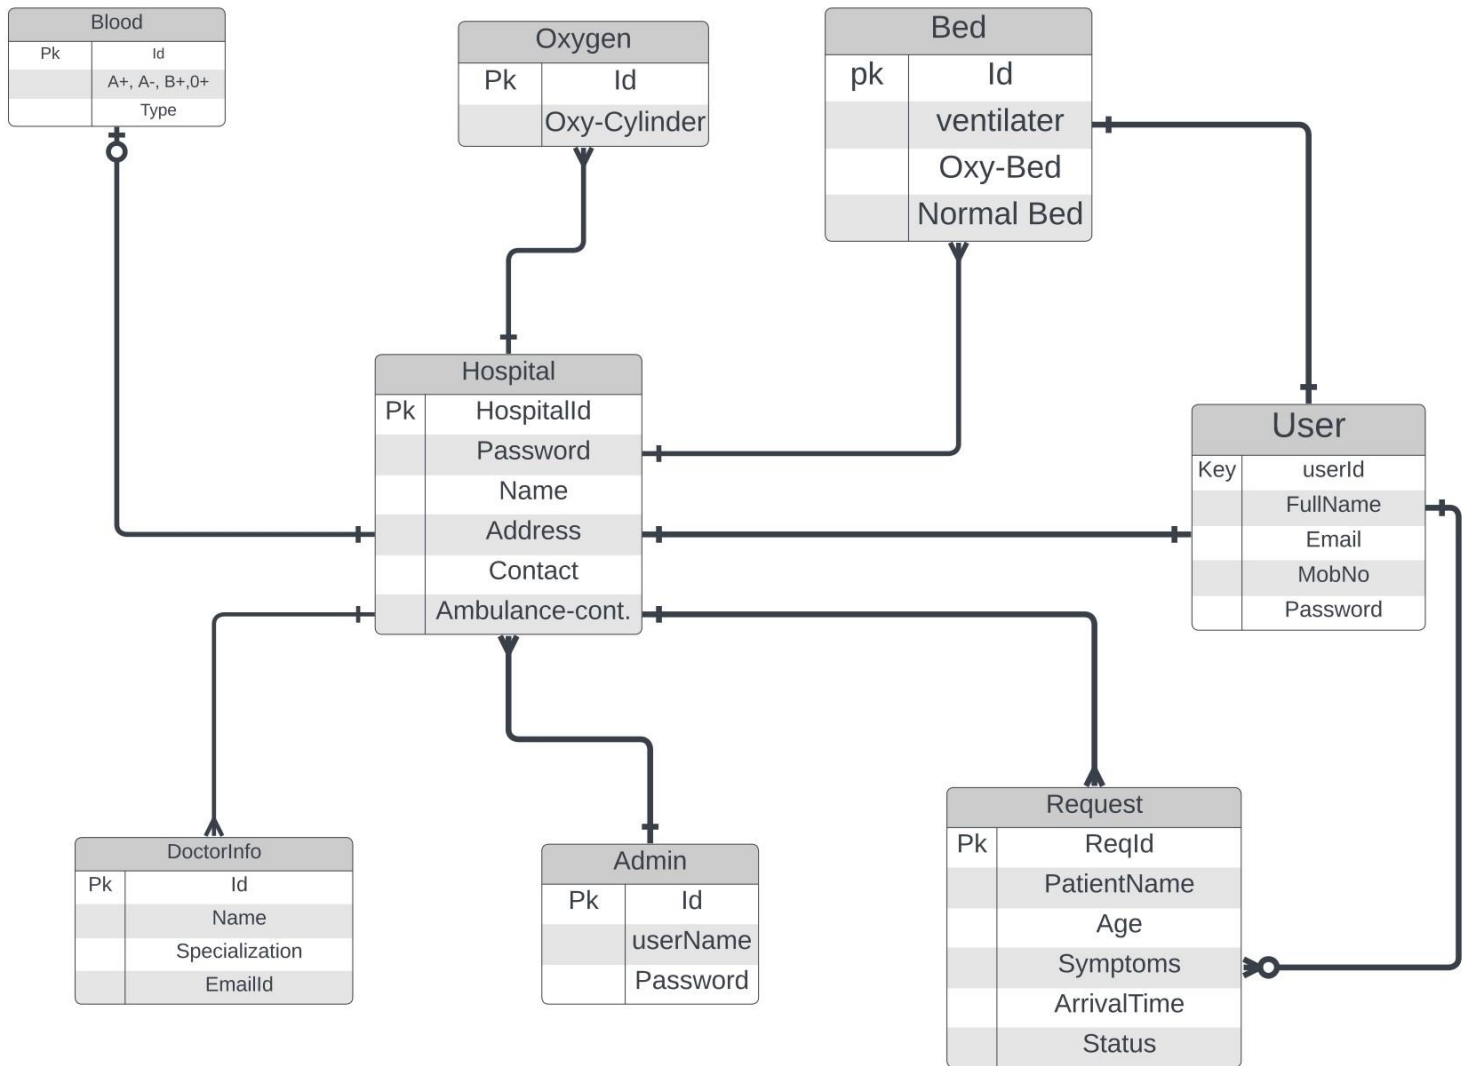 Blood
Pk Id
A+, A-, B+,0+
Type
Oxygen
Pk Id
Oxy-Cylinder
Bed
pk Id
ventilater
Oxy-Bed
Normal Bed
Hospital
Pk HospitalId
Password
Name
Address
Contact
Ambulance-cont.
User
Key userId
FullName
Email
MobNo
Password
DoctorInfo
Pk Id
Name
Specialization
EmailId
Admin
Pk Id
userName
Password
Request
Pk ReqId
PatientName
Age
Symptoms
ArrivalTime
Status